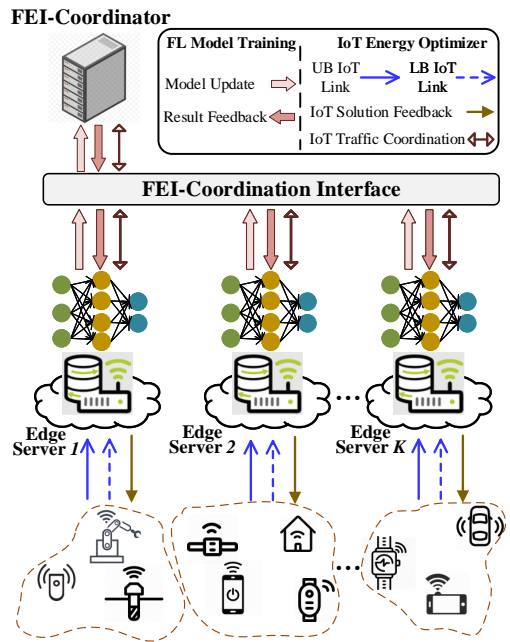 FEI-Coordinator
FL Model Training
IoT Energy Optimizer
UB IoT
Link
LB IoT
Link
Model Update
Result Feedback
IoT Solution Feedback
IoT Traffic Coordination
FEI-Coordination Interface
Edge
Server 1
Edge
Server 2
Edge
Server K